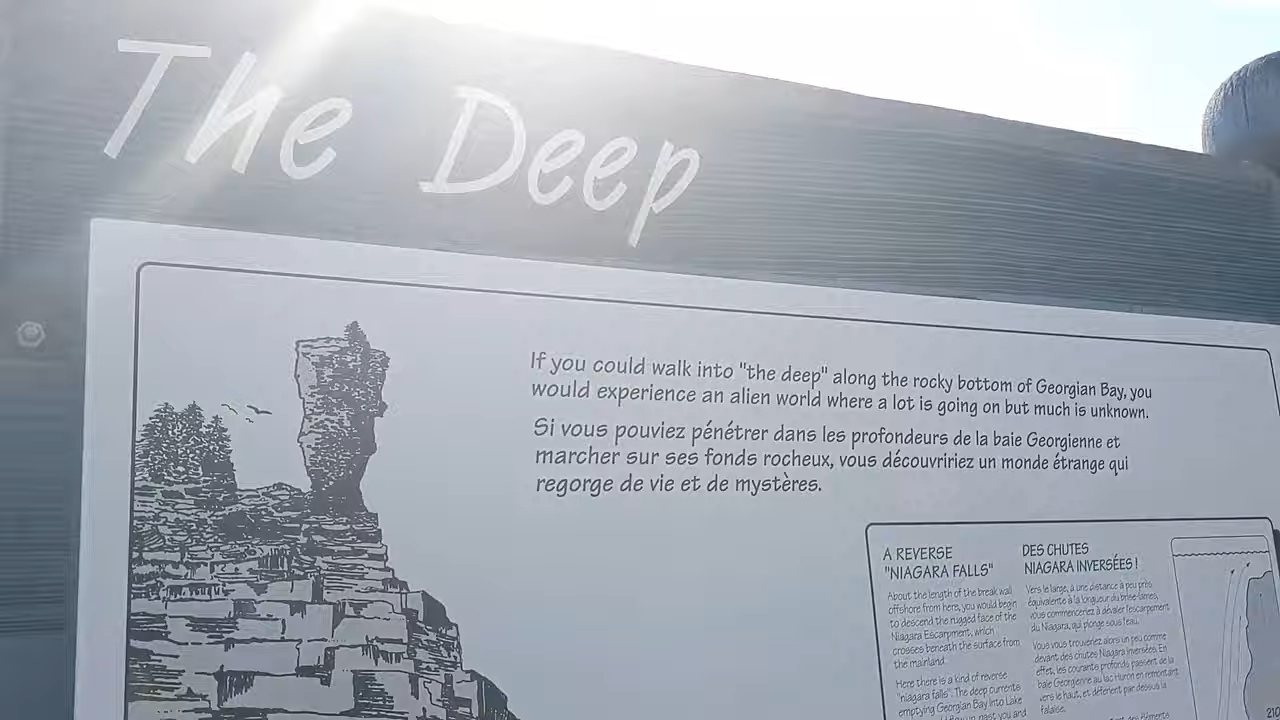 The Deep
If you could walk into "the deep" along the rocky bottom of Georgian Bay, you
would experience an alien world where a lot is going on but much is unknown.
Si vous pouviez pénétrer dans les profondeurs de la baie Georgienne et
marcher sur ses fonds rocheux, vous découvririez un monde étrange qui
regorge de vie et de mystères.
A REVERSE
"NIAGARA FALLS"
About the length of the break wall
offshore from here, you would begin
to descend the rugged face of the
Niagara Escarpment, which
crosses beneath the surface from
the mainland.
Here there is a kind of reverse
"niagara falls". The deep currents
emptying Georgian Bay into Lake
DES CHUTES
NIAGARA INVERSÉES !
Vers le large, à une distance à peu près
équivalente à la longueur du brise-lames,
vous commenceriez à dévaler l'escarpement
du Niagara, qui plonge sous l'eau.
Vous vous trouveriez alors un peu comme
devant des chutes Niagara inversées. En
effet, les courants profonds passent de la
baie Georgienne au lac Huron en remontant
vers le haut, et défèrlent par dessus la
falaise.
210